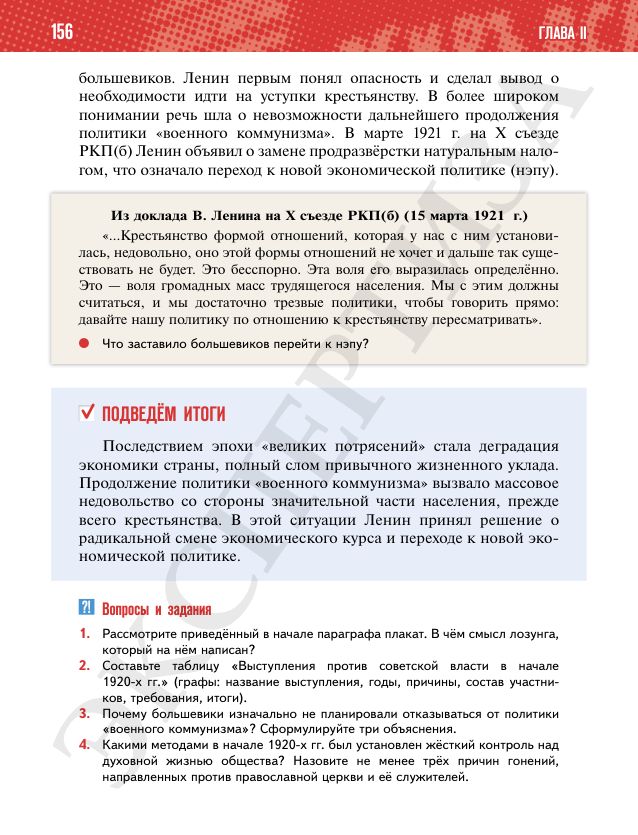 156
ГЛАВА II
большевиков. Ленин первым понял опасность и сделал вывод о
необходимости идти на уступки крестьянству. В более широком
понимании речь шла о невозможности дальнейшего продолжения
политики «военного коммунизма». В марте 1921 г. на X съезде
РКП(б) Ленин объявил о замене продразвёрстки натуральным нало-
гом, что означало переход к новой экономической политике (нэпу).
Из доклада В. Ленина на X съезде РКП(б) (15 марта 1921 г.)
«...Крестьянство формой отношений, которая у нас с ним установи-
лась, недовольно, оно этой формы отношений не хочет и дальше так суще-
ствовать не будет. Это бесспорно. Эта воля его выразилась определённо.
Это — воля громадных масс трудящегося населения. Мы с этим должны
считаться, и мы достаточно трезвые политики, чтобы говорить прямо:
давайте нашу политику по отношению к крестьянству пересматривать».
● Что заставило большевиков перейти к нэпу?
ПОДВЕДЁМ ИТОГИ
Последствием эпохи «великих потрясений» стала деградация
экономики страны, полный слом привычного жизненного уклада.
Продолжение политики «военного коммунизма» вызвало массовое
недовольство со стороны значительной части населения, прежде
всего крестьянства. В этой ситуации Ленин принял решение о
радикальной смене экономического курса и переходе к новой эко-
номической политике.
?! Вопросы и задания
1. Рассмотрите приведённый в начале параграфа плакат. В чём смысл лозунга,
который на нём написан?
2. Составьте таблицу «Выступления против советской власти в начале
1920-х гг.» (графы: название выступления, годы, причины, состав участни-
ков, требования, итоги).
3. Почему большевики изначально не планировали отказываться от политики
«военного коммунизма»? Сформулируйте три объяснения.
4. Какими методами в начале 1920-х гг. был установлен жёсткий контроль над
духовной жизнью общества? Назовите не менее трёх причин гонений,
направленных против православной церкви и её служителей.
ЭКСПЕРТИЗА